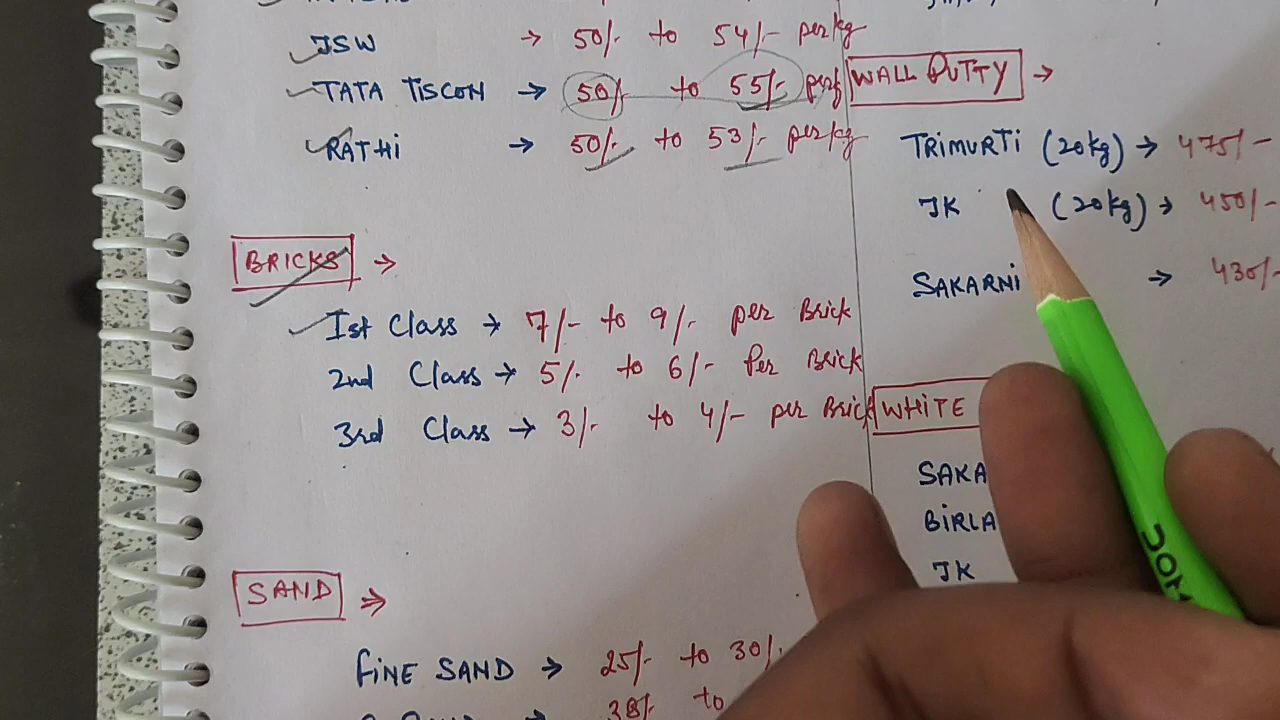 JSW → 50/- to 54/- per kg
TATA TISCON → 50/- to 55/- per
RATHI → 50/- to 53/- per kg
BRICKS →
Ist Class → 7/- to 9/- per Brick
2nd Class → 5/- to 6/- Per Brick
3rd Class → 3/- to 4/- per Brick
SAND ⇒
FINE SAND → 25/- to 30/-
38/- to
WALL PUTTY →
TRIMURTI (20kg) → 475/-
JK (20kg) → 450/-
SAKARNI → 430/-
WHITE
SAKA
BIRLA
JK
DOM